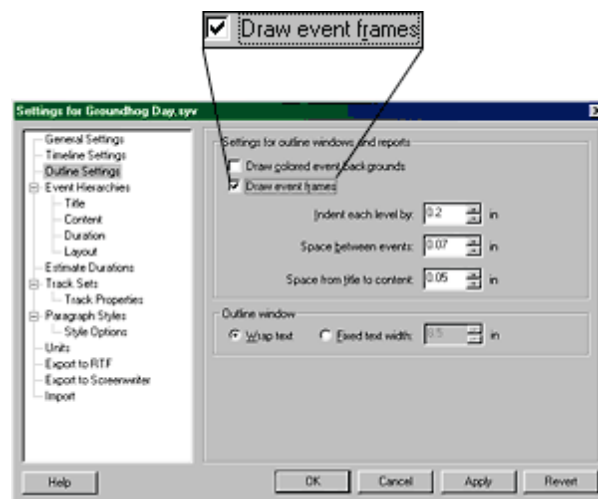 Draw event frames
Settings for Groundhog Day.syv
General Settings
Timeline Settings
Outline Settings
Event Hierarchies
Title
Content
Duration
Layout
Estimate Durations
Track Sets
Track Properties
Paragraph Styles
Style Options
Units
Export to RTF
Export to Screenwriter
Import
Settings for outline windows and reports
Draw colored event backgrounds
Draw event frames
Indent each level by: 0.2 in
Space between events: 0.07 in
Space from title to content: 0.05 in
Outline window
Wrap text Fixed text width: 8.5 in
Help OK Cancel Apply Revert